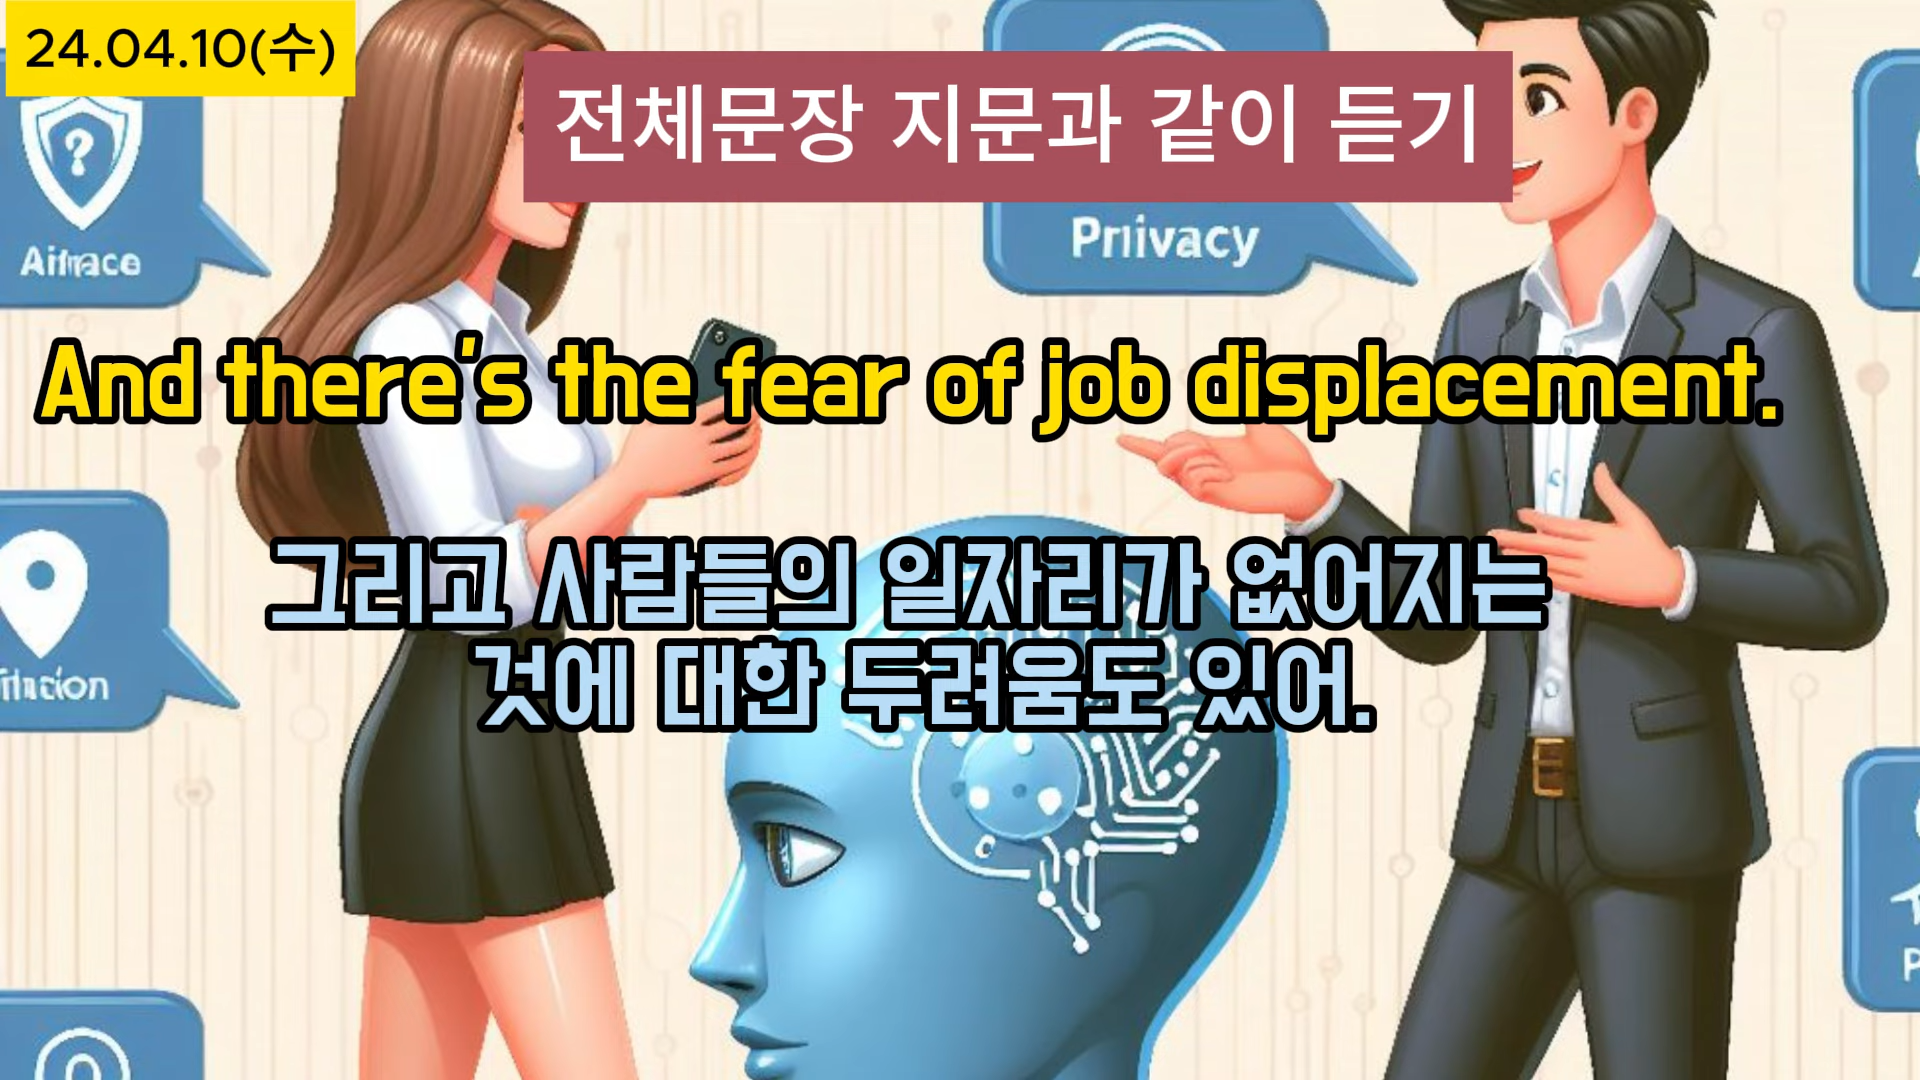 24.04.10(수)
전체문장 지문과 같이 듣기
Priivacy
And there's the fear of job displacement.
그리고 사람들의 일자리가 없어지는
것에 대한 두려움도 있어.